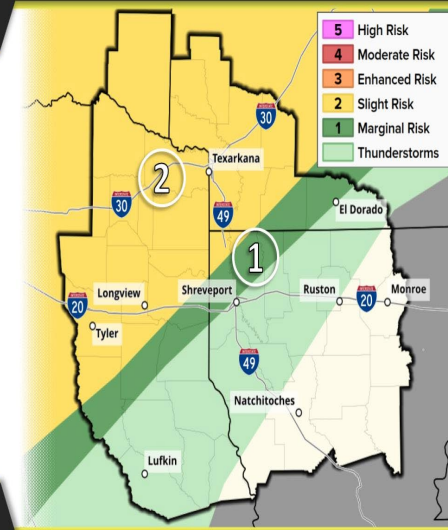 5 High Risk
4 Moderate Risk
3 Enhanced Risk
2 Slight Risk
1 Marginal Risk
Thunderstorms
30
Texarkana
2
30
49
El Dorado
1
Longview
Shreveport
Ruston
Monroe
20
20
Tyler
49
Natchitoches
Lufkin